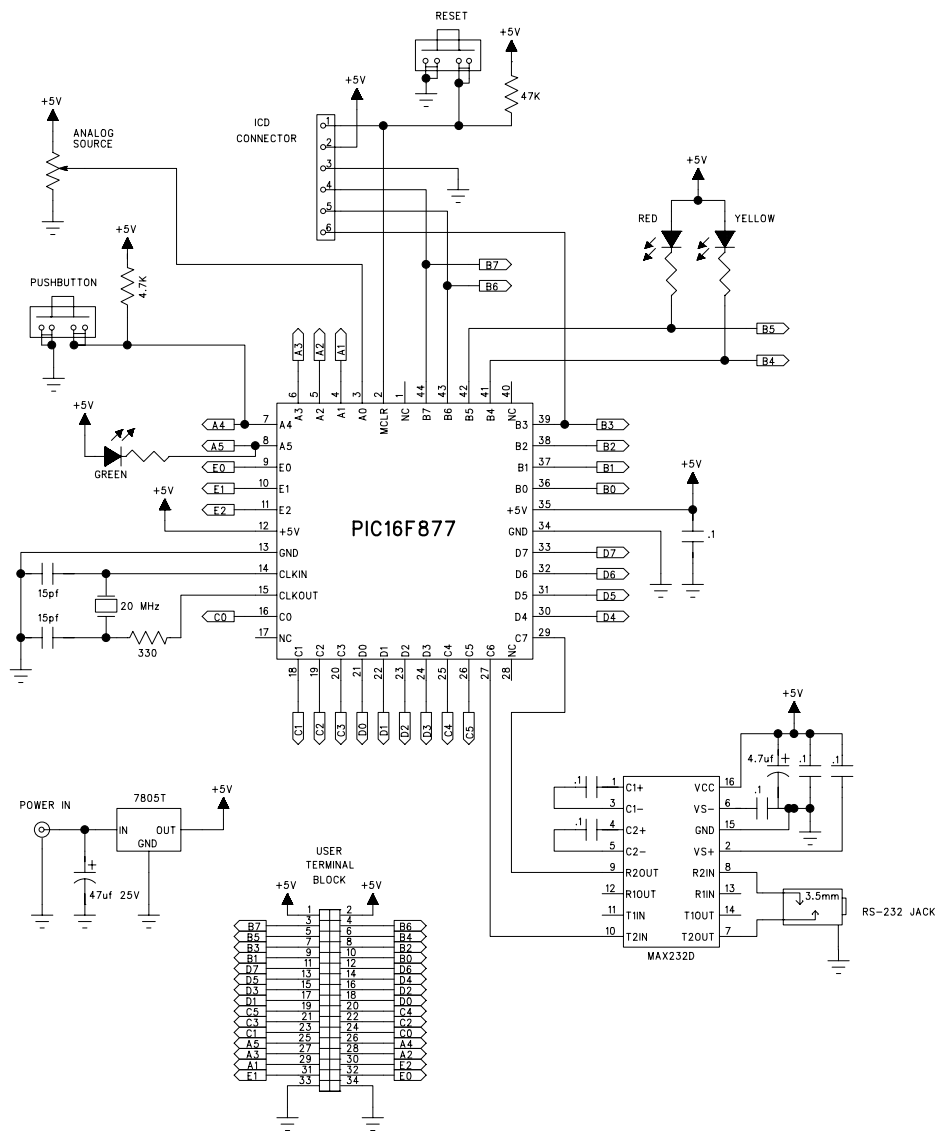 RESET
+5V
+5V
47K
+5V
ICD
CONNECTOR
1
2
3
4
5
6
ANALOG
SOURCE
+5V
RED
YELLOW
+5V
4.7K
PUSHBUTTON
B7
B6
B5
B4
A3
A2
A1
6
5
4
3
2
1
44
43
42
41
40
A3
A2
A1
A0
MCLR
NC
B7
B6
B5
B4
NC
A4
7
A4
A5
8
A5
E0
9
E0
E1
10
E1
E2
11
E2
12
+5V
13
GND
14
CLKIN
15
CLKOUT
C0
16
C0
17
NC
+5V
GREEN
+5V
15pf
20 MHz
15pf
330
PIC16F877
B3
39
B3
B2
38
B2
B1
37
B1
B0
36
B0
+5V
35
GND
34
D7
33
D7
D6
32
D6
D5
31
D5
D4
30
D4
C7
29
+5V
.1
C1
C2
C3
D0
D1
D2
D3
C4
C5
C6
NC
18
19
20
21
22
23
24
25
26
27
28
C1
C2
C3
D0
D1
D2
D3
C4
C5
+5V
4.7uf
+
.1
.1
.1
.1
.1
1
C1+
3
C1-
4
C2+
5
C2-
9
R2OUT
12
R1OUT
11
T1IN
10
T2IN
VCC
16
VS-
6
GND
15
VS+
2
R2IN
8
R1IN
13
T1OUT
14
T2OUT
7
MAX232D
3.5mm
RS-232 JACK
POWER IN
7805T
IN
OUT
GND
+5V
+
47uf 25V
USER
TERMINAL
BLOCK
+5V
+5V
1
2
B7
3
4
B6
B5
5
6
B4
B3
7
8
B2
B1
9
10
B0
D7
11
12
D6
D5
13
14
D4
D3
15
16
D2
D1
17
18
D0
C5
19
20
C4
C3
21
22
C2
C1
23
24
C0
A5
25
26
A4
A3
27
28
A2
A1
29
30
E2
E1
31
32
E0
33
34